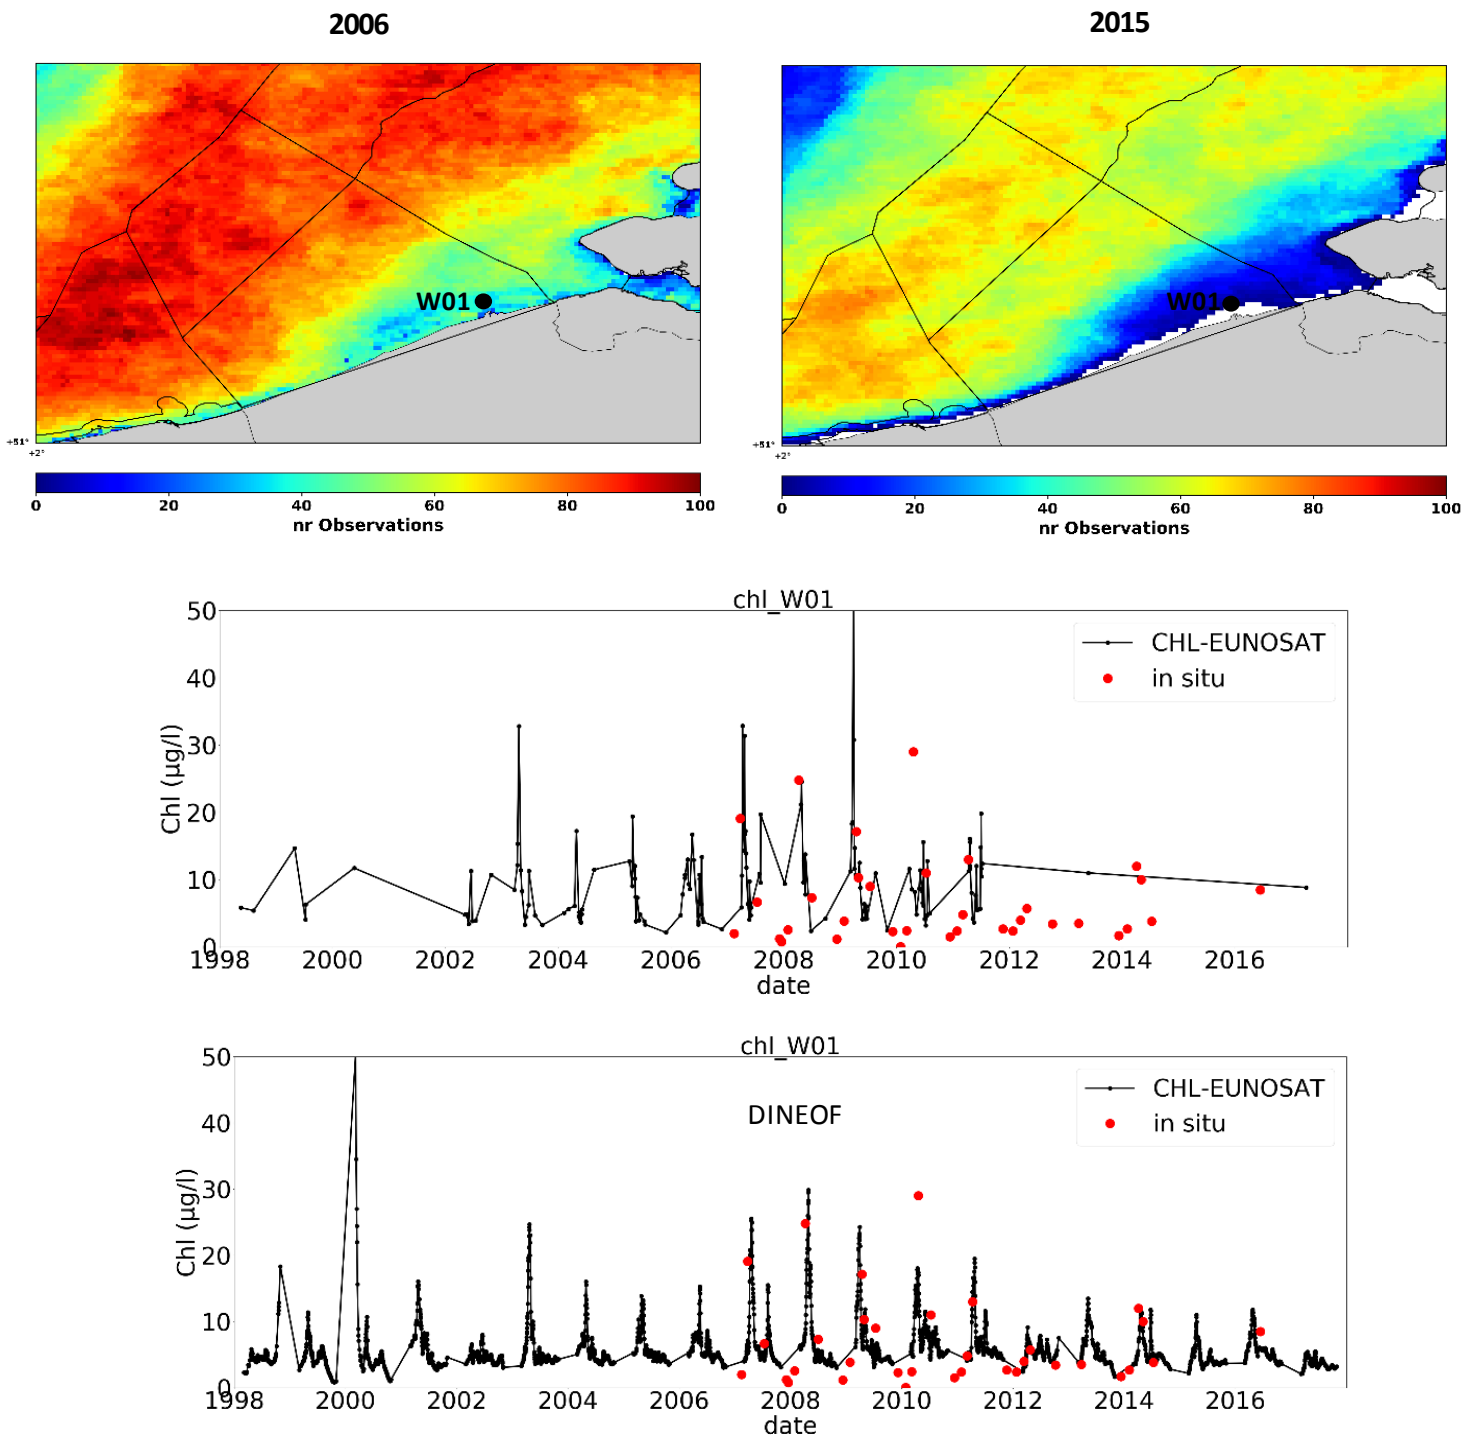 2006
2015
W01
W01
+51°
+2°
+51°
+2°
0 20 40 60 80 100
nr Observations
0 20 40 60 80 100
nr Observations
chl_W01
50
40
30
20
10
0
Chl (µg/l)
CHL-EUNOSAT
in situ
1998 2000 2002 2004 2006 2008 2010 2012 2014 2016
date
chl_W01
DINEOF
50
40
30
20
10
0
Chl (µg/l)
CHL-EUNOSAT
in situ
1998 2000 2002 2004 2006 2008 2010 2012 2014 2016
date